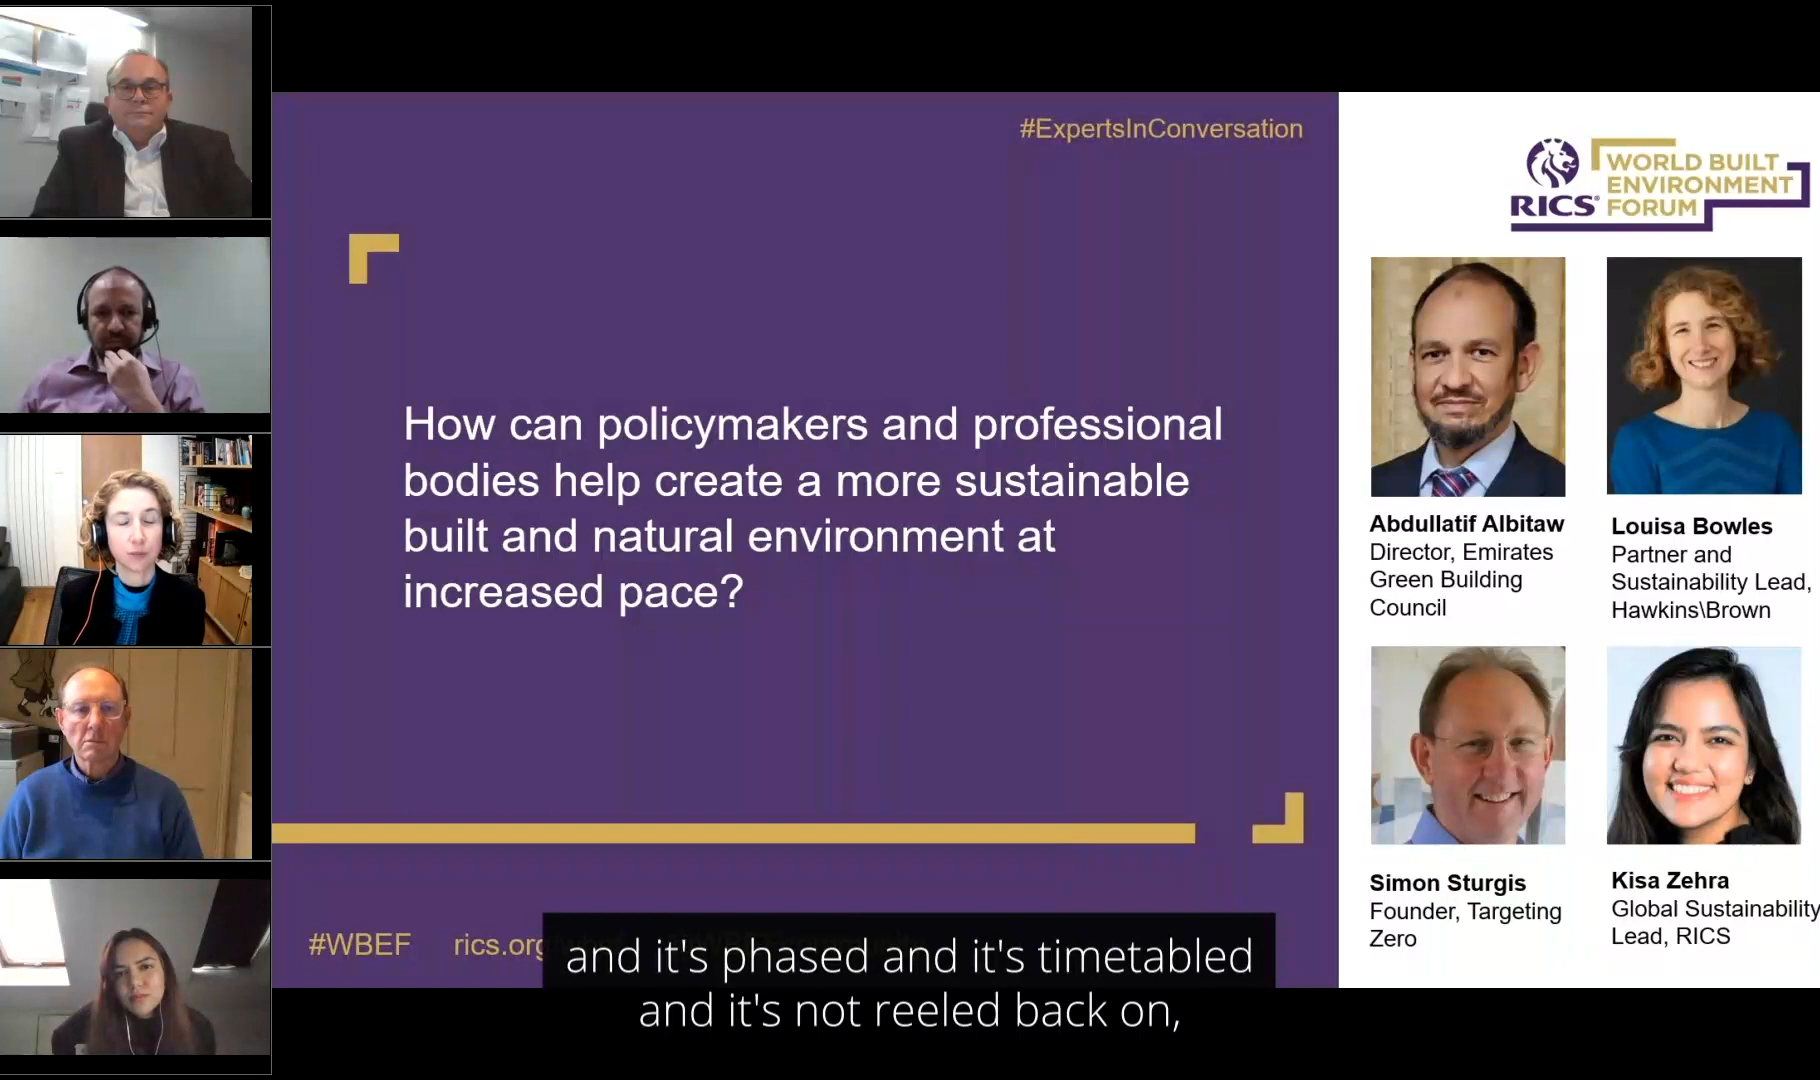 #ExpertsInConversation
How can policymakers and professional
bodies help create a more sustainable
built and natural environment at
increased pace?
#WBEF
rics.org
and it's phased and it's timetabled
and it's not reeled back on,
RICS
WORLD BUILT
ENVIRONMENT
FORUM
Abdullatif Albitaw
Director, Emirates
Green Building
Council
Louisa Bowles
Partner and
Sustainability Lead,
Hawkins\Brown
Simon Sturgis
Founder, Targeting
Zero
Kisa Zehra
Global Sustainability
Lead, RICS